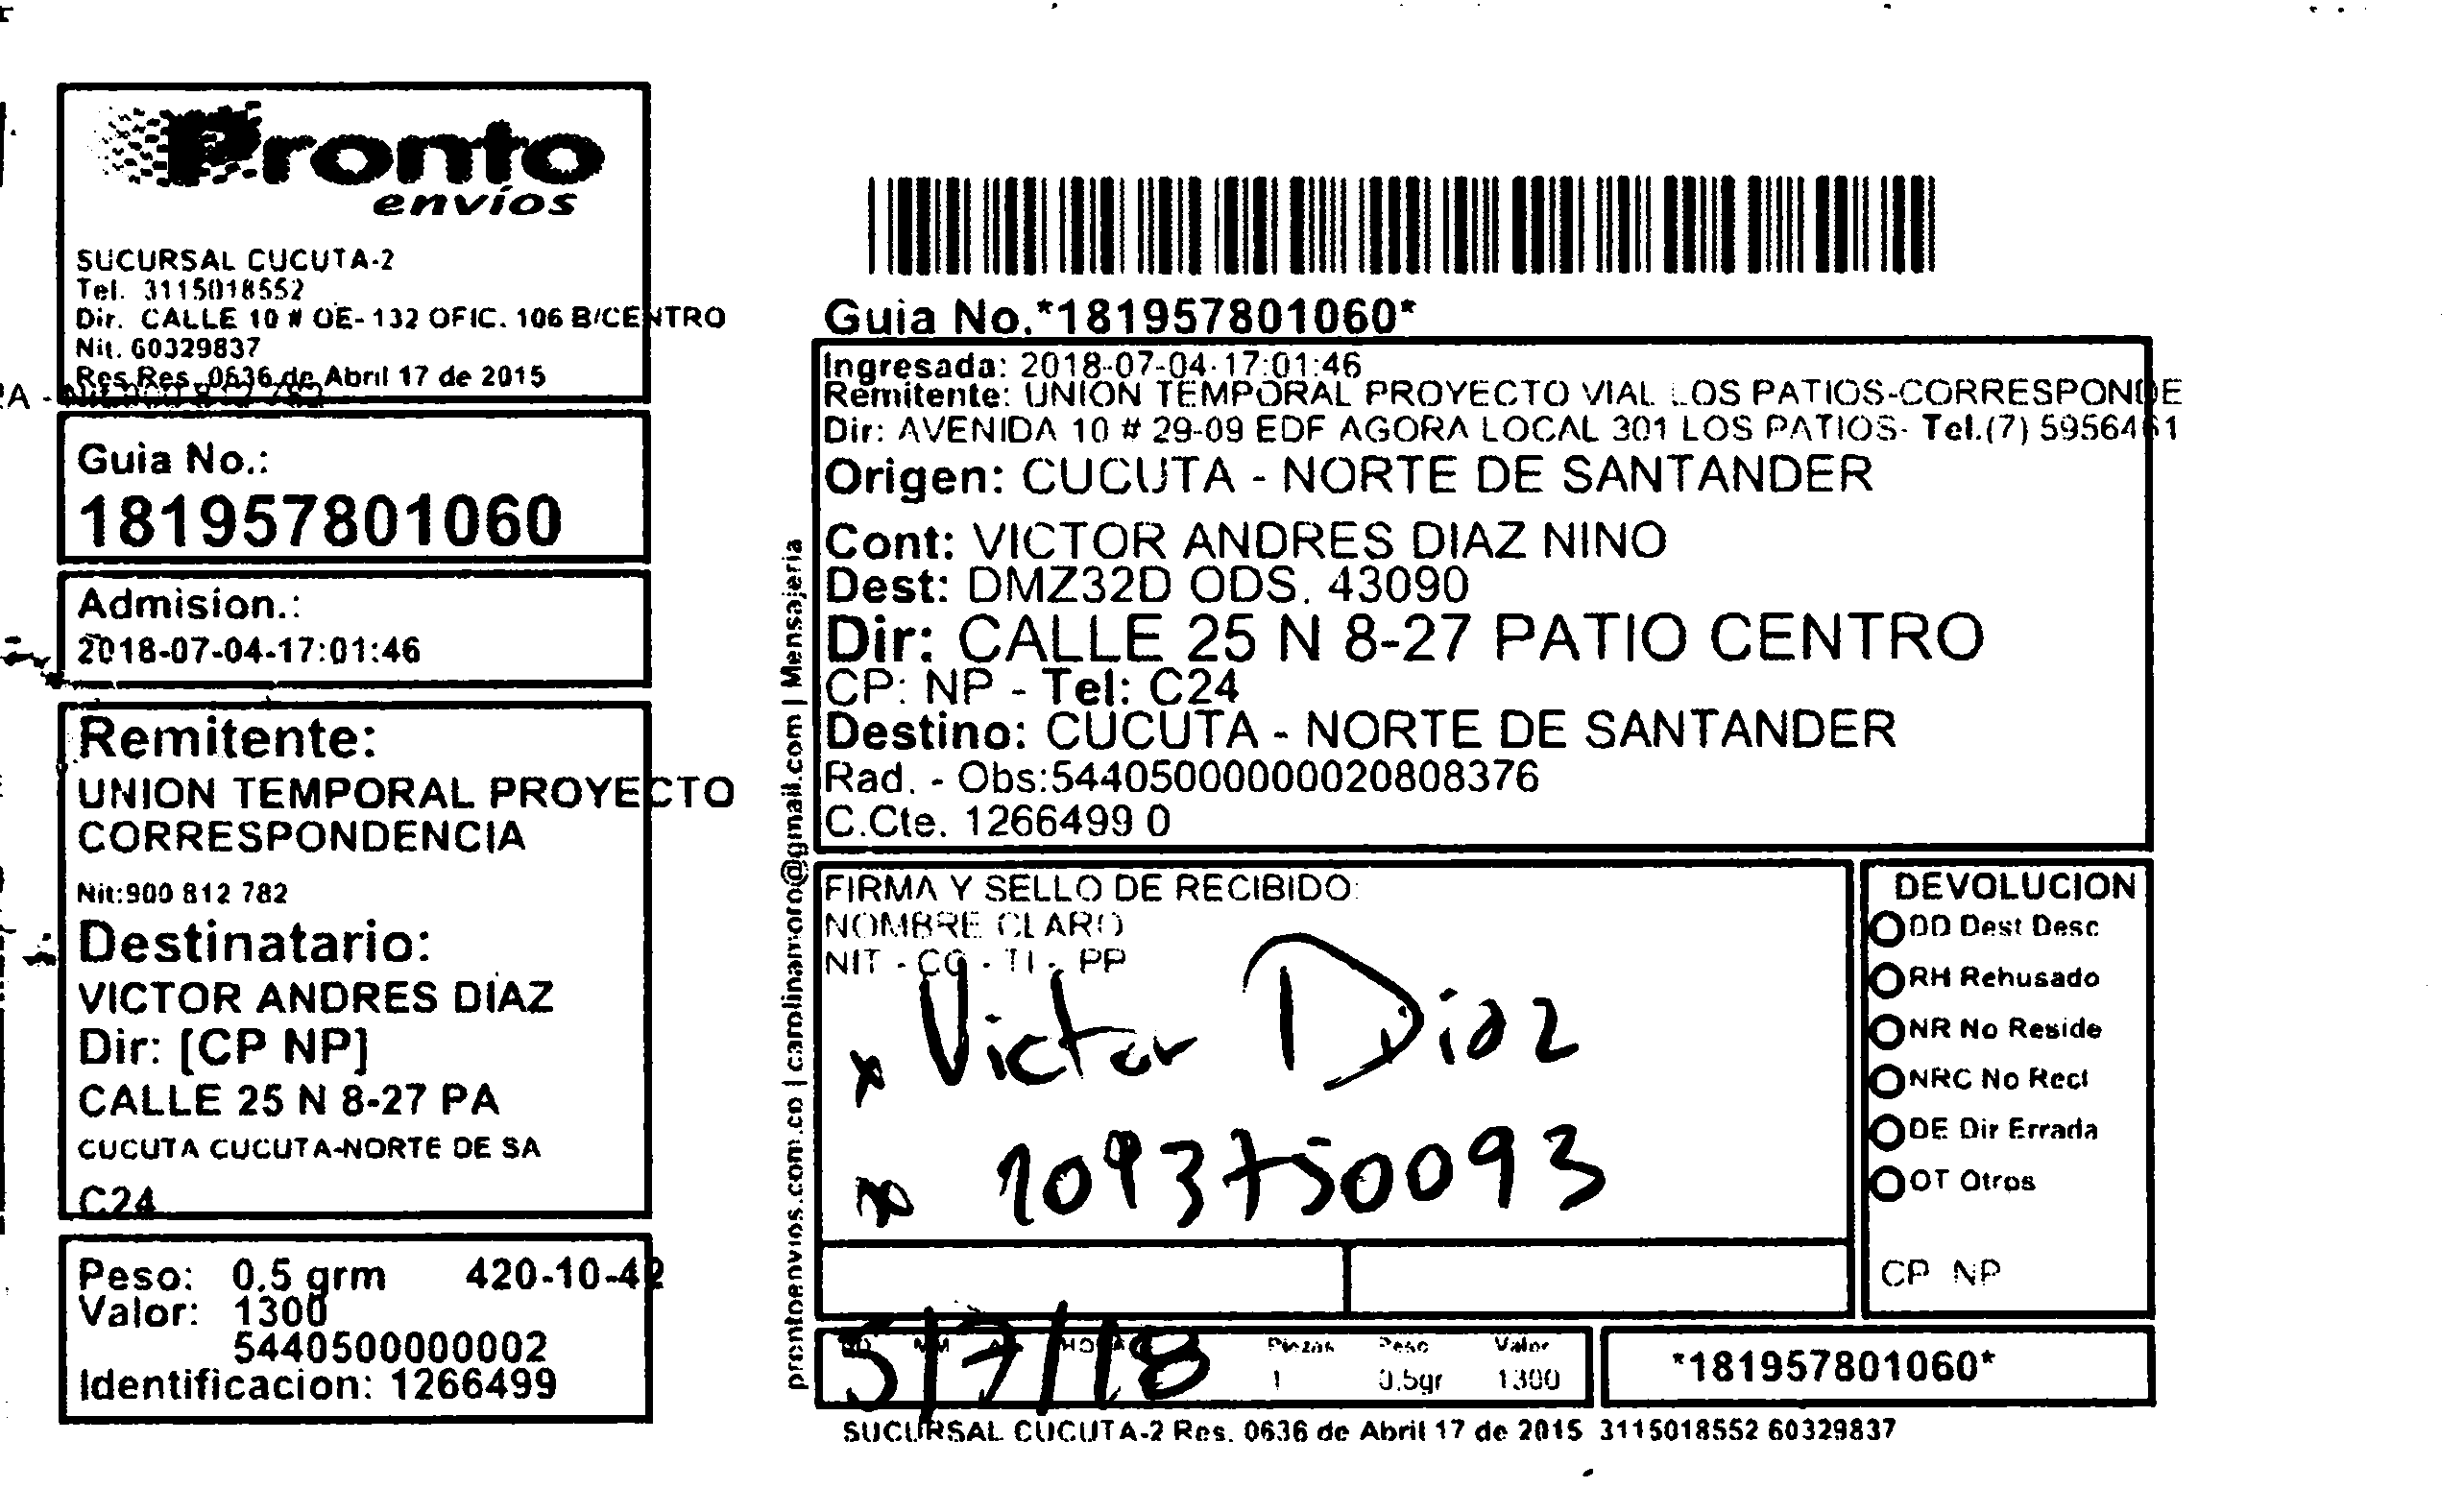 Pronto
envíos
SUCURSAL CUCUTA-2
Tel. 3115018552
Dir. CALLE 10 # OE-132 OFIC. 106 B/CENTRO
Nit. 60329837
Res Res. 0636 de Abril 17 de 2015
Guia No.:
181957801060
Admision.:
2018-07-04-17:01:46
Remitente:
UNION TEMPORAL PROYECTO
CORRESPONDENCIA
Nit:900 812 782
Destinatario:
VICTOR ANDRES DIAZ
Dir: [CP NP]
CALLE 25 N 8-27 PA
CUCUTA CUCUTA-NORTE DE SA
C24
Peso: 0.5 grm 420-10-42
Valor: 1300
5440500000002
Identificacion: 1266499
prontoenvios.com.co | carolinamoro@gmail.com | Mensajeria
Guia No.*181957801060*
Ingresada: 2018-07-04-17:01:46
Remitente: UNION TEMPORAL PROYECTO VIAL LOS PATIOS-CORRESPONDE
Dir: AVENIDA 10 # 29-09 EDF AGORA LOCAL 301 LOS PATIOS- Tel.(7) 5956461
Origen: CUCUTA - NORTE DE SANTANDER
Cont: VICTOR ANDRES DIAZ NINO
Dest: DMZ32D ODS. 43090
Dir: CALLE 25 N 8-27 PATIO CENTRO
CP: NP - Tel: C24
Destino: CUCUTA - NORTE DE SANTANDER
Rad. - Obs:54405000000020808376
C.Cte. 1266499 0
FIRMA Y SELLO DE RECIBIDO:
NOMBRE CLARO
NIT - CC - TI - PP
x Victor Diaz
x 1093750093
DEVOLUCION
DD Dest Desc
RH Rehusado
NR No Reside
NRC No Recl
DE Dir Errada
OT Otros
CP NP
5/7/18
Piezas Peso Valor
1 0.5gr 1300
*181957801060*
SUCURSAL CUCUTA-2 Res. 0636 de Abril 17 de 2015 3115018552 60329837